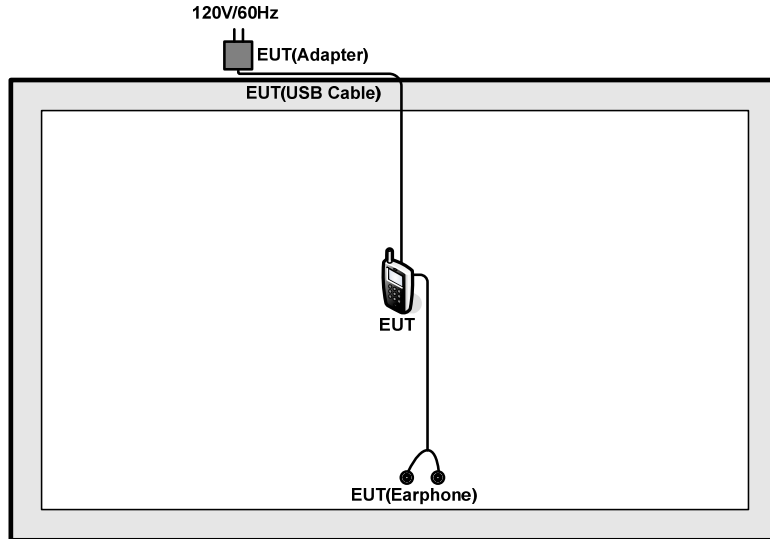 120V/60Hz
EUT(Adapter)
EUT(USB Cable)
EUT
EUT(Earphone)